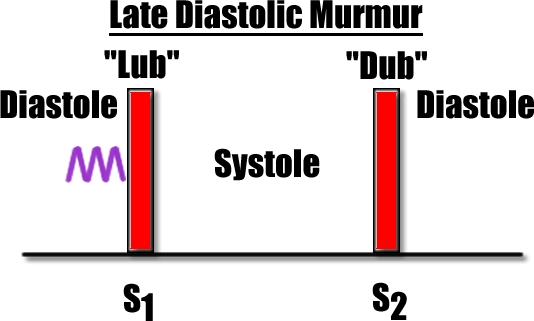 Late Diastolic Murmur
"Lub" "Dub"
Diastole Diastole
Systole
S1 S2